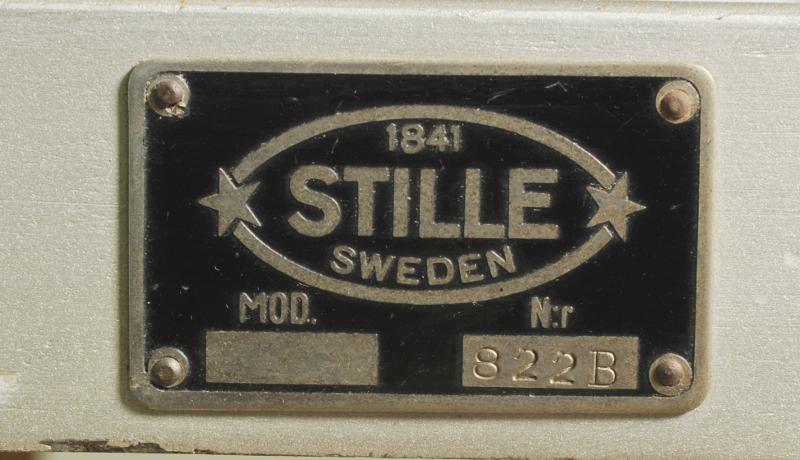 1841
STILLE
SWEDEN
MOD. N:r
822B